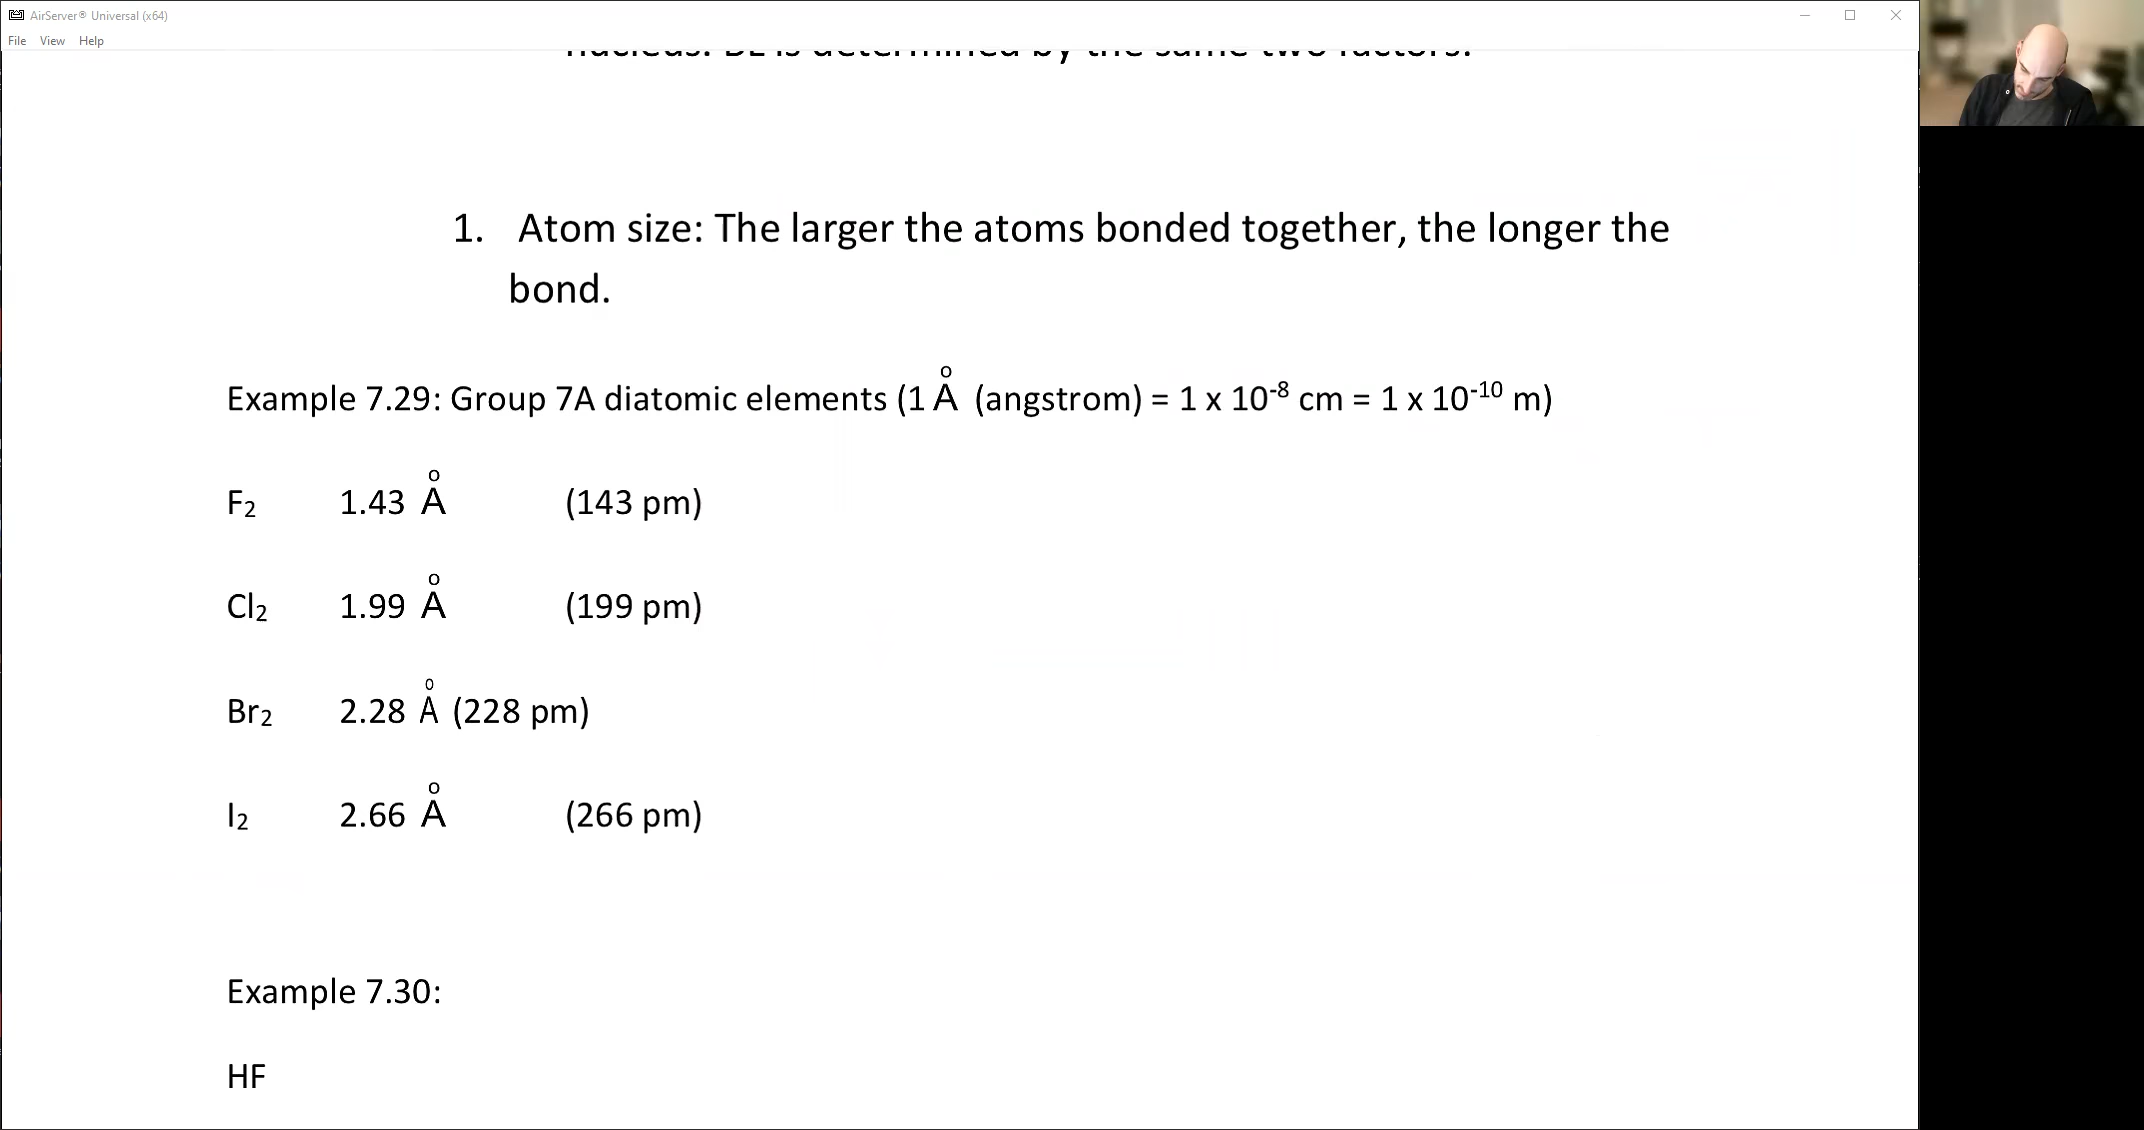 AirServer® Universal (x64)
File View Help
nucleus. BL is determined by the same two factors.
1. Atom size: The larger the atoms bonded together, the longer the
bond.
Example 7.29: Group 7A diatomic elements (1 Å (angstrom) = 1 x 10⁻⁸ cm = 1 x 10⁻¹⁰ m)
F₂ 1.43 Å (143 pm)
Cl₂ 1.99 Å (199 pm)
Br₂ 2.28 Å (228 pm)
I₂ 2.66 Å (266 pm)
Example 7.30:
HF